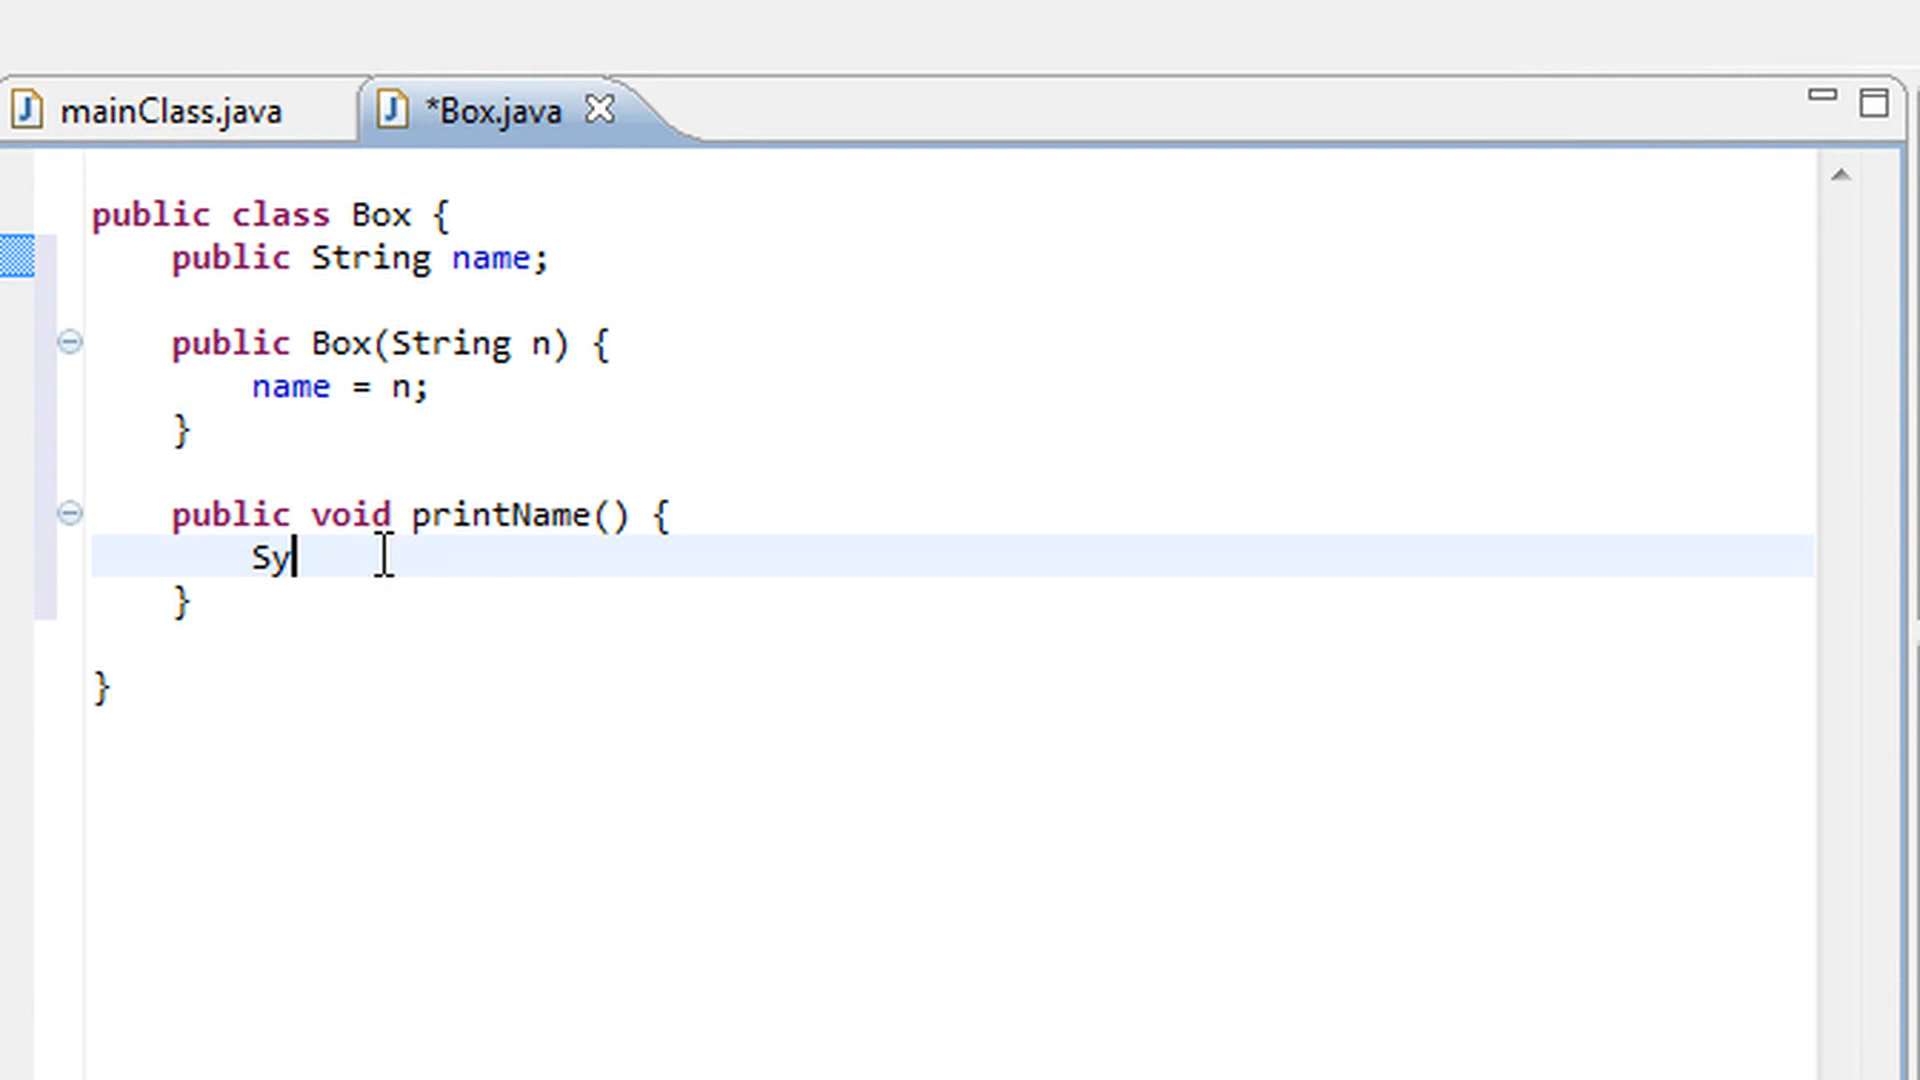 mainClass.java *Box.java
public class Box {
public String name;
public Box(String n) {
name = n;
}
public void printName() {
Sy
}
}